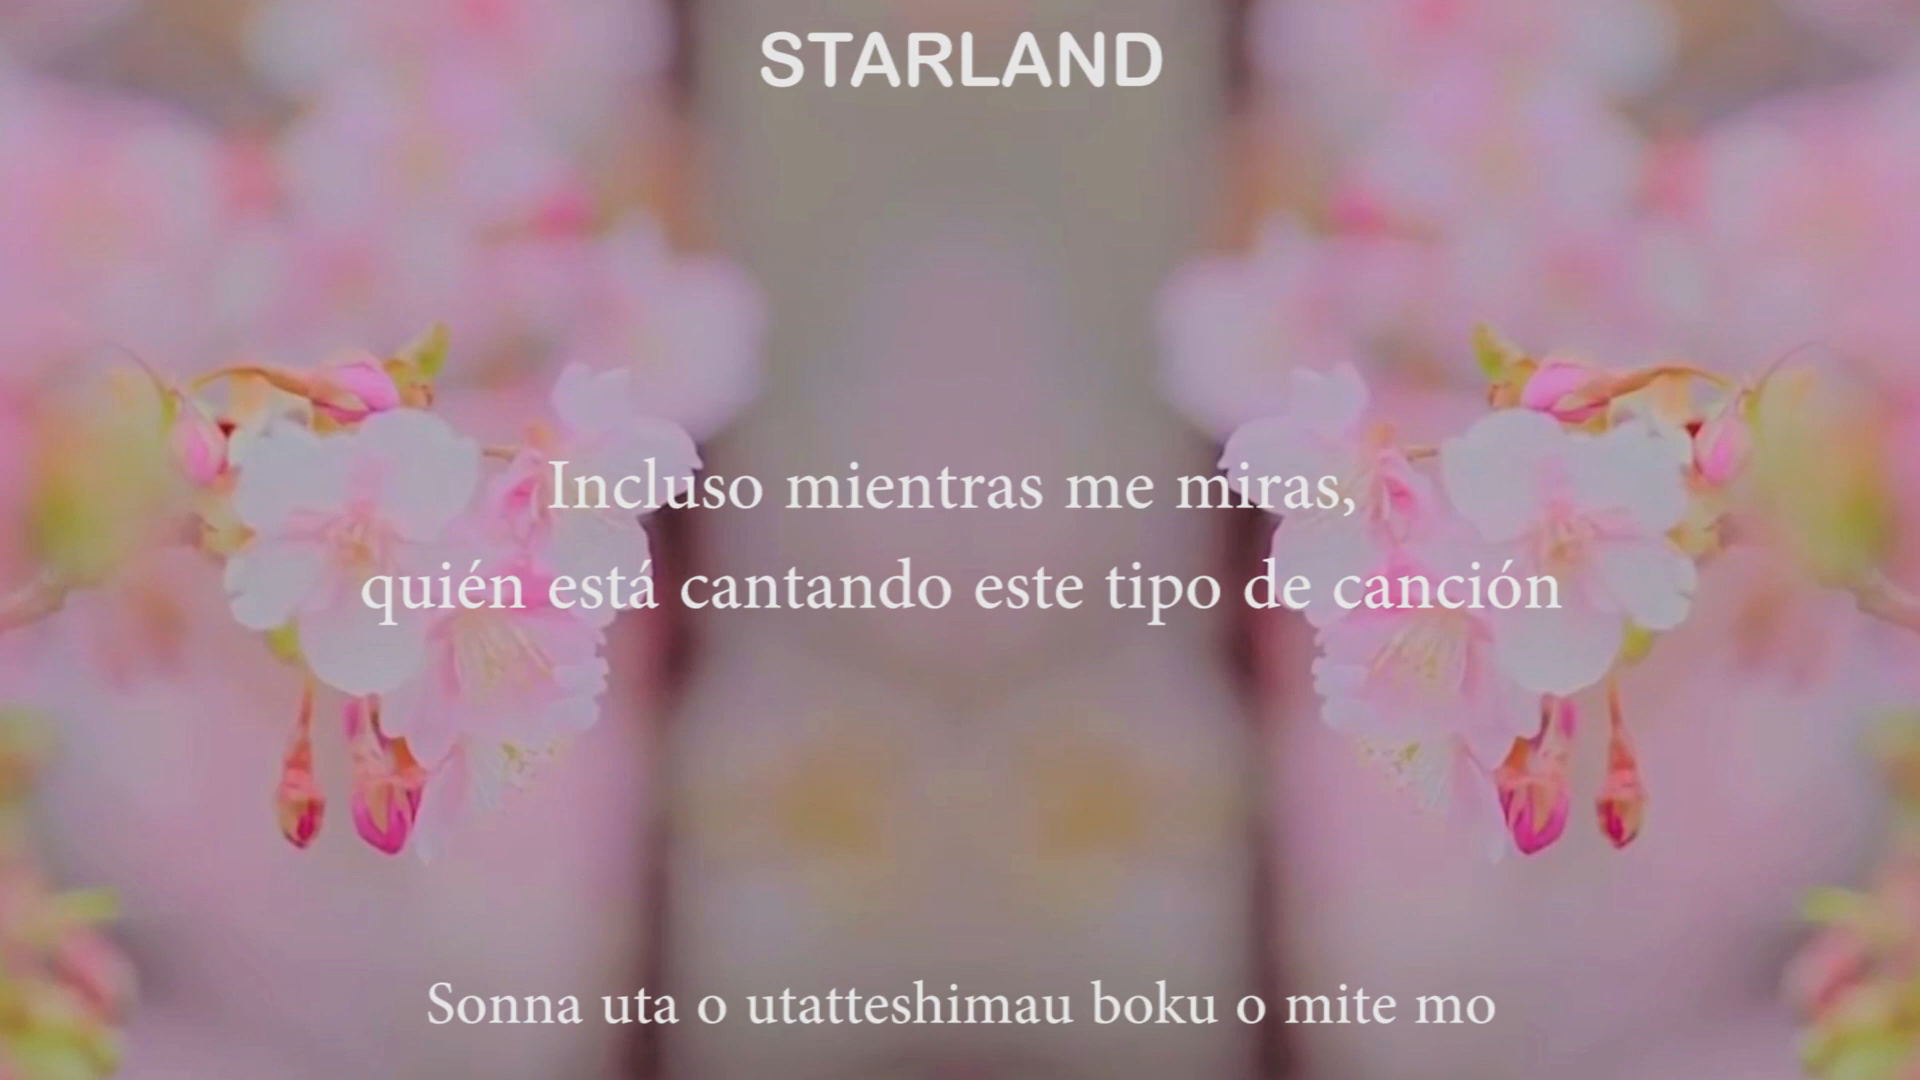 STARLAND
Incluso mientras me miras,
quién está cantando este tipo de canción
Sonna uta o utatteshimau boku o mite mo